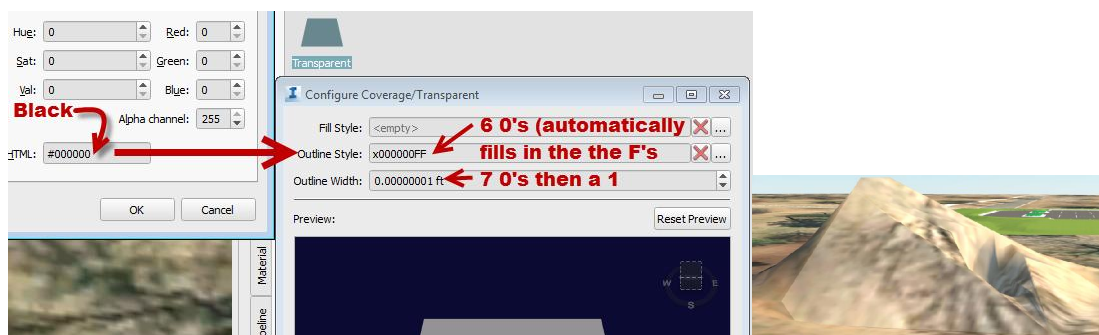 Hue: 0 Red: 0
Sat: 0 Green: 0
Val: 0 Blue: 0
Black
Alpha channel: 255
HTML: #000000
OK Cancel
Transparent
Configure Coverage/Transparent
Fill Style: <empty> 6 0's (automatically ...
Outline Style: x000000FF fills in the the F's ...
Outline Width: 0.00000001 ft 7 0's then a 1
Preview: Reset Preview
W E
S
Material
peline